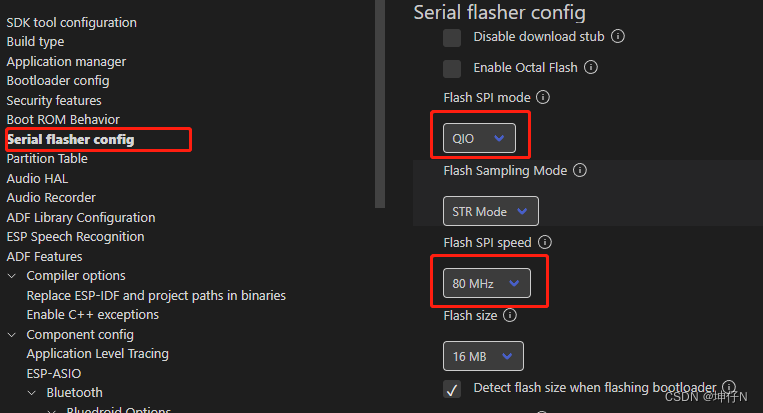 SDK tool configuration
Build type
Application manager
Bootloader config
Security features
Boot ROM Behavior
Serial flasher config
Partition Table
Audio HAL
Audio Recorder
ADF Library Configuration
ESP Speech Recognition
ADF Features
Compiler options
Replace ESP-IDF and project paths in binaries
Enable C++ exceptions
Component config
Application Level Tracing
ESP-ASIO
Bluetooth
Bluedroid Options
Serial flasher config
Disable download stub
Enable Octal Flash
Flash SPI mode
QIO
Flash Sampling Mode
STR Mode
Flash SPI speed
80 MHz
Flash size
16 MB
Detect flash size when flashing bootloader
CSDN @坤仔N